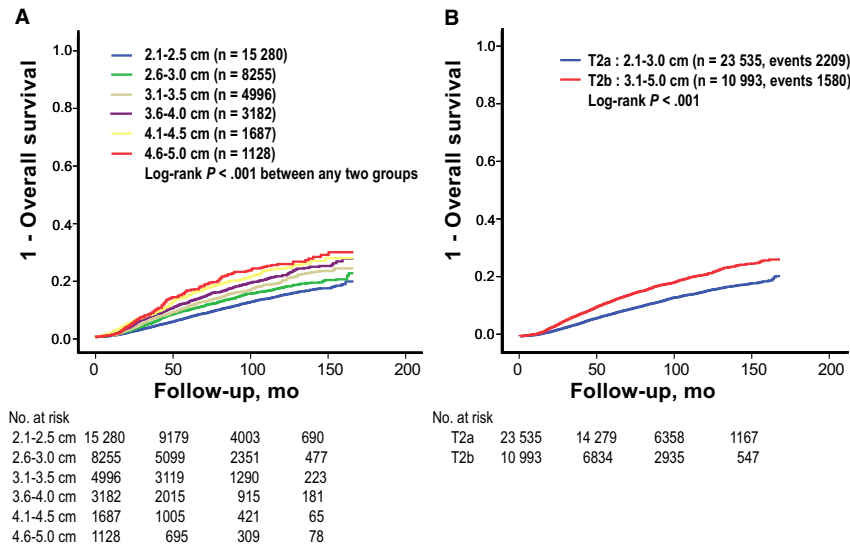 A
1 - Overall survival
1.0
0.8
0.6
0.4
0.2
0.0
2.1-2.5 cm (n = 15 280)
2.6-3.0 cm (n = 8255)
3.1-3.5 cm (n = 4996)
3.6-4.0 cm (n = 3182)
4.1-4.5 cm (n = 1687)
4.6-5.0 cm (n = 1128)
Log-rank P < .001 between any two groups
0 50 100 150 200
Follow-up, mo
No. at risk
2.1-2.5 cm 15 280 9179 4003 690
2.6-3.0 cm 8255 5099 2351 477
3.1-3.5 cm 4996 3119 1290 223
3.6-4.0 cm 3182 2015 915 181
4.1-4.5 cm 1687 1005 421 65
4.6-5.0 cm 1128 695 309 78
B
1 - Overall survival
1.0
0.8
0.6
0.4
0.2
0.0
T2a : 2.1-3.0 cm (n = 23 535, events 2209)
T2b : 3.1-5.0 cm (n = 10 993, events 1580)
Log-rank P < .001
0 50 100 150 200
Follow-up, mo
No. at risk
T2a 23 535 14 279 6358 1167
T2b 10 993 6834 2935 547